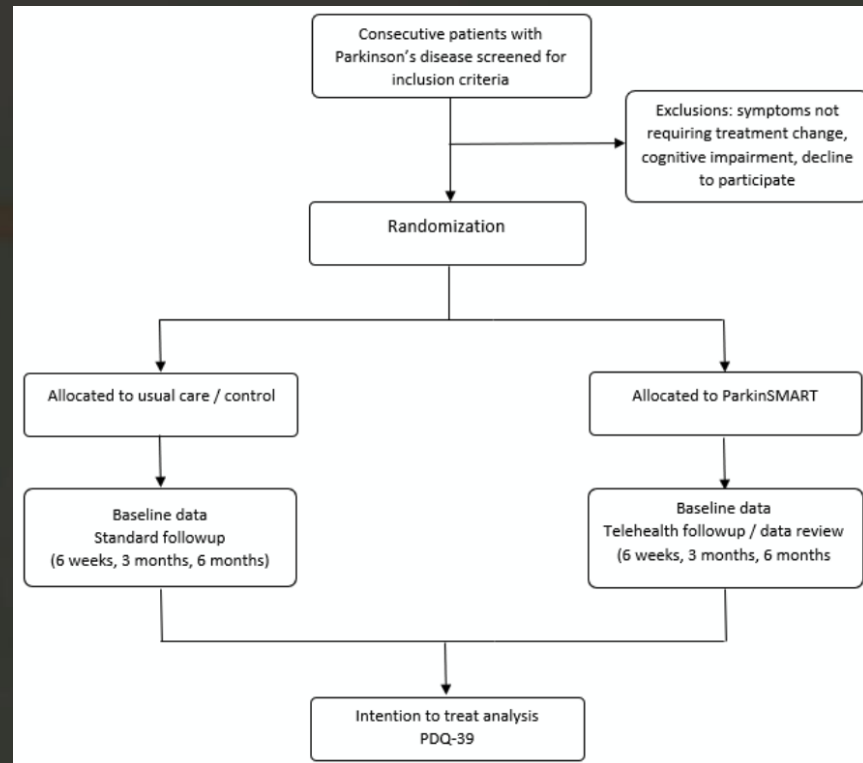 Consecutive patients with
Parkinson's disease screened for
inclusion criteria
Exclusions: symptoms not
requiring treatment change,
cognitive impairment, decline
to participate
Randomization
Allocated to usual care / control
Allocated to ParkinSMART
Baseline data
Standard followup
(6 weeks, 3 months, 6 months)
Baseline data
Telehealth followup / data review
(6 weeks, 3 months, 6 months
Intention to treat analysis
PDQ-39